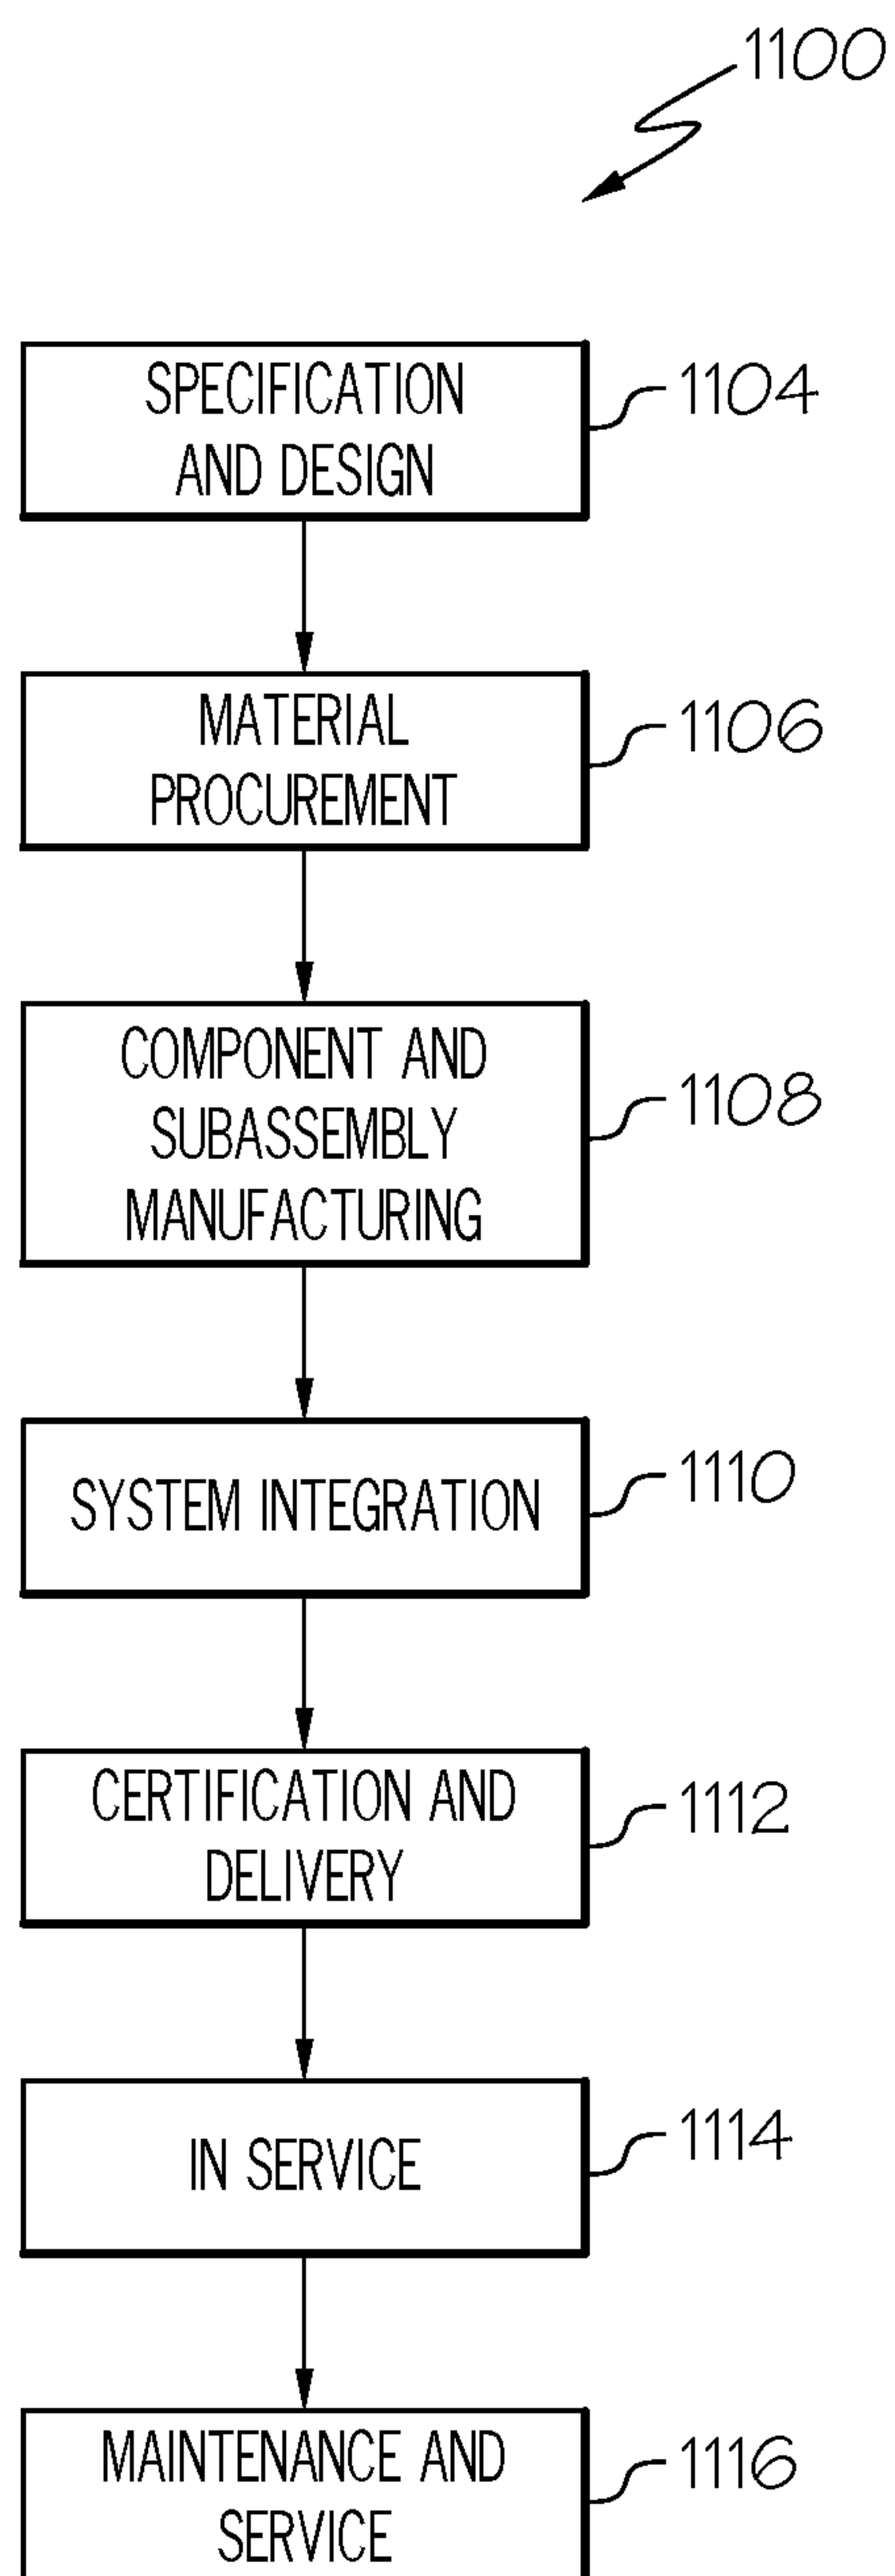 1100
SPECIFICATION
AND DESIGN
1104
MATERIAL
PROCUREMENT
1106
COMPONENT AND
SUBASSEMBLY
MANUFACTURING
1108
SYSTEM INTEGRATION
1110
CERTIFICATION AND
DELIVERY
1112
IN SERVICE
1114
MAINTENANCE AND
SERVICE
1116